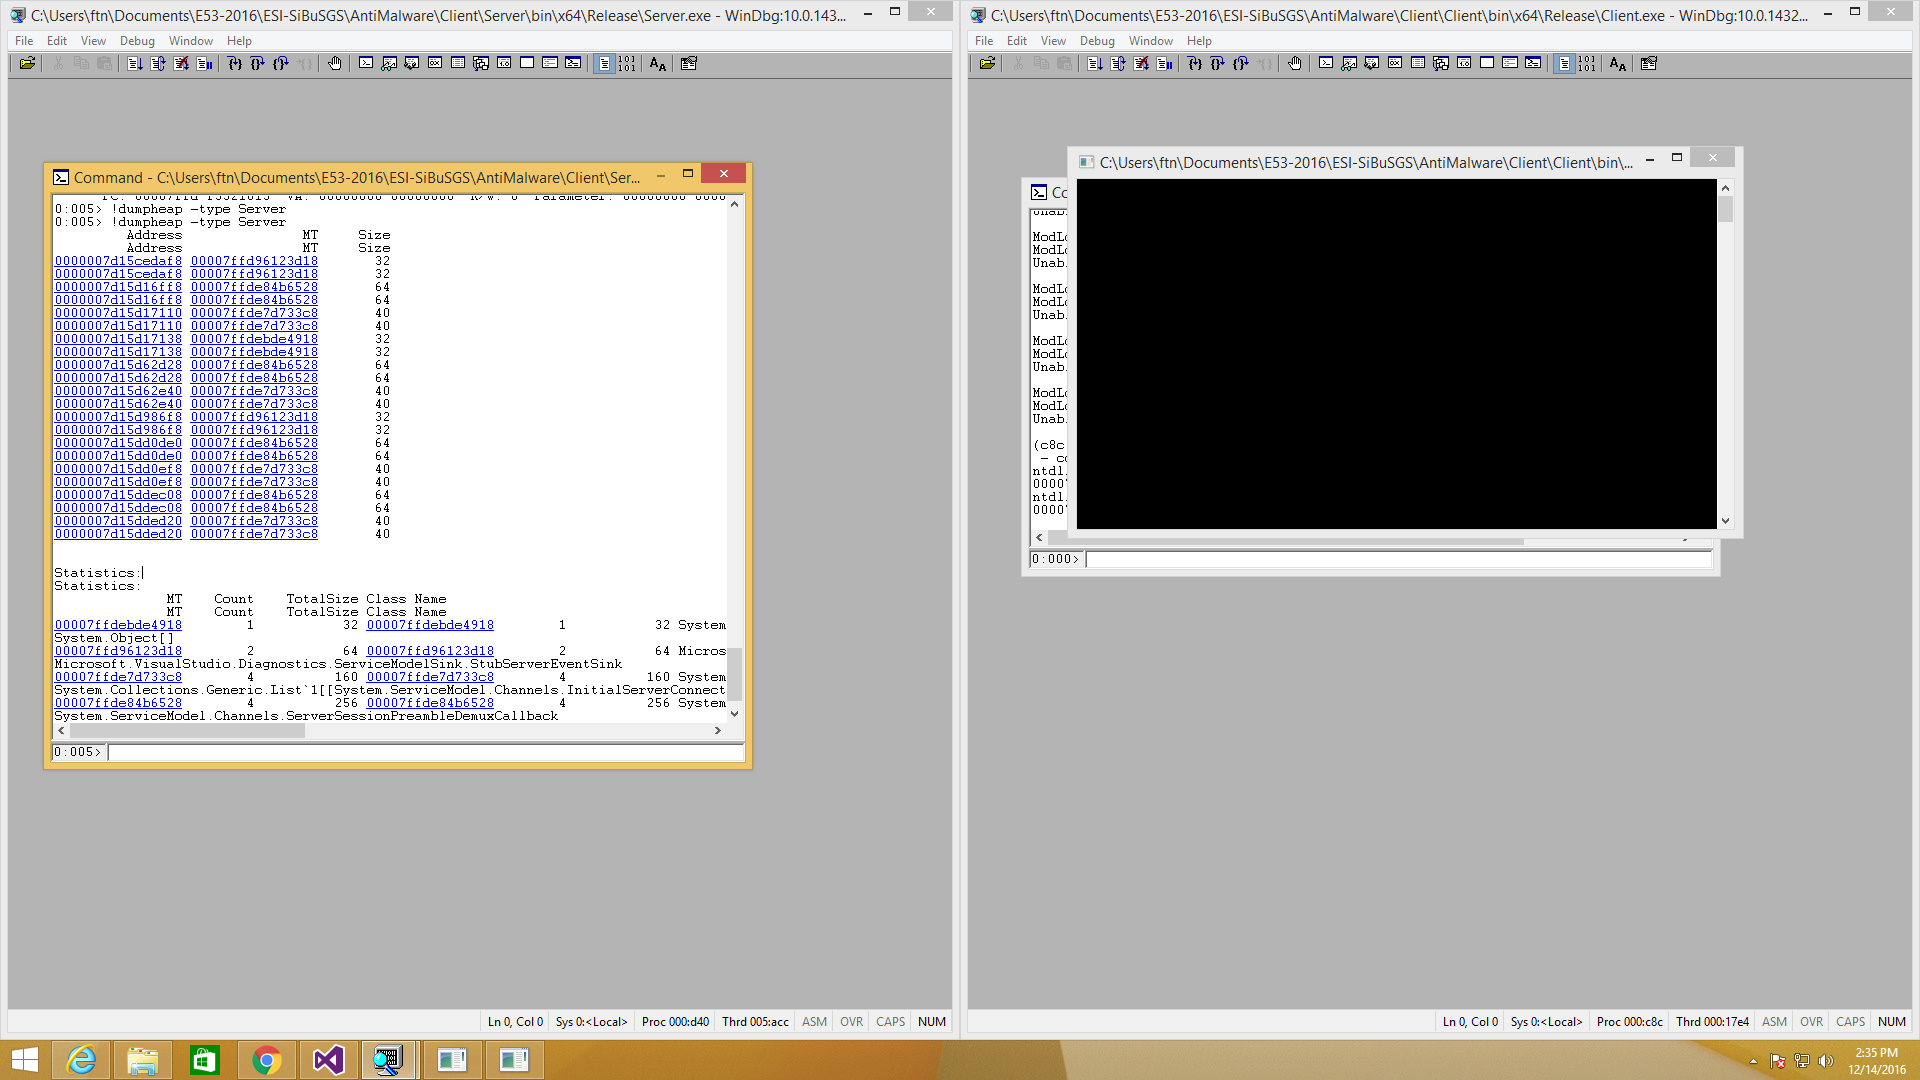 C:\Users\ftn\Documents\E53-2016\ESI-SiBuSGS\AntiMalware\Client\Server\bin\x64\Release\Server.exe - WinDbg:10.0.143...
File Edit View Debug Window Help
Command - C:\Users\ftn\Documents\E53-2016\ESI-SiBuSGS\AntiMalware\Client\Ser...
0:005> !dumpheap -type Server
0:005> !dumpheap -type Server
Address MT Size
Address MT Size
0000007d15cedaf8 00007ffd96123d18 32
0000007d15cedaf8 00007ffd96123d18 32
0000007d15d16ff8 00007ffde84b6528 64
0000007d15d16ff8 00007ffde84b6528 64
0000007d15d17110 00007ffde7d733c8 40
0000007d15d17110 00007ffde7d733c8 40
0000007d15d17138 00007ffdebde4918 32
0000007d15d17138 00007ffdebde4918 32
0000007d15d62d28 00007ffde84b6528 64
0000007d15d62d28 00007ffde84b6528 64
0000007d15d62e40 00007ffde7d733c8 40
0000007d15d62e40 00007ffde7d733c8 40
0000007d15d986f8 00007ffd96123d18 32
0000007d15d986f8 00007ffd96123d18 32
0000007d15dd0de0 00007ffde84b6528 64
0000007d15dd0de0 00007ffde84b6528 64
0000007d15dd0ef8 00007ffde7d733c8 40
0000007d15dd0ef8 00007ffde7d733c8 40
0000007d15ddec08 00007ffde84b6528 64
0000007d15ddec08 00007ffde84b6528 64
0000007d15dded20 00007ffde7d733c8 40
0000007d15dded20 00007ffde7d733c8 40
Statistics:
Statistics:
MT Count TotalSize Class Name
MT Count TotalSize Class Name
00007ffdebde4918 1 32 00007ffdebde4918 1 32 System
System.Object[]
00007ffd96123d18 2 64 00007ffd96123d18 2 64 Micros
Microsoft.VisualStudio.Diagnostics.ServiceModelSink.StubServerEventSink
00007ffde7d733c8 4 160 00007ffde7d733c8 4 160 System
System.Collections.Generic.List`1[[System.ServiceModel.Channels.InitialServerConnect
00007ffde84b6528 4 256 00007ffde84b6528 4 256 System
System.ServiceModel.Channels.ServerSessionPreambleDemuxCallback
0:005>
Ln 0, Col 0 Sys 0:<Local> Proc 000:d40 Thrd 005:acc ASM OVR CAPS NUM
C:\Users\ftn\Documents\E53-2016\ESI-SiBuSGS\AntiMalware\Client\Client\bin\x64\Release\Client.exe - WinDbg:10.0.1432...
File Edit View Debug Window Help
C:\Users\ftn\Documents\E53-2016\ESI-SiBuSGS\AntiMalware\Client\Client\bin\...
Co
ModLo
ModLo
Unab
ModLo
ModLo
Unab
ModLo
ModLo
Unab
ModLo
ModLo
Unab
(c8c
- co
ntdl
0000
ntdl
0000
0:000>
Ln 0, Col 0 Sys 0:<Local> Proc 000:c8c Thrd 000:17e4 ASM OVR CAPS NUM
2:35 PM
12/14/2016